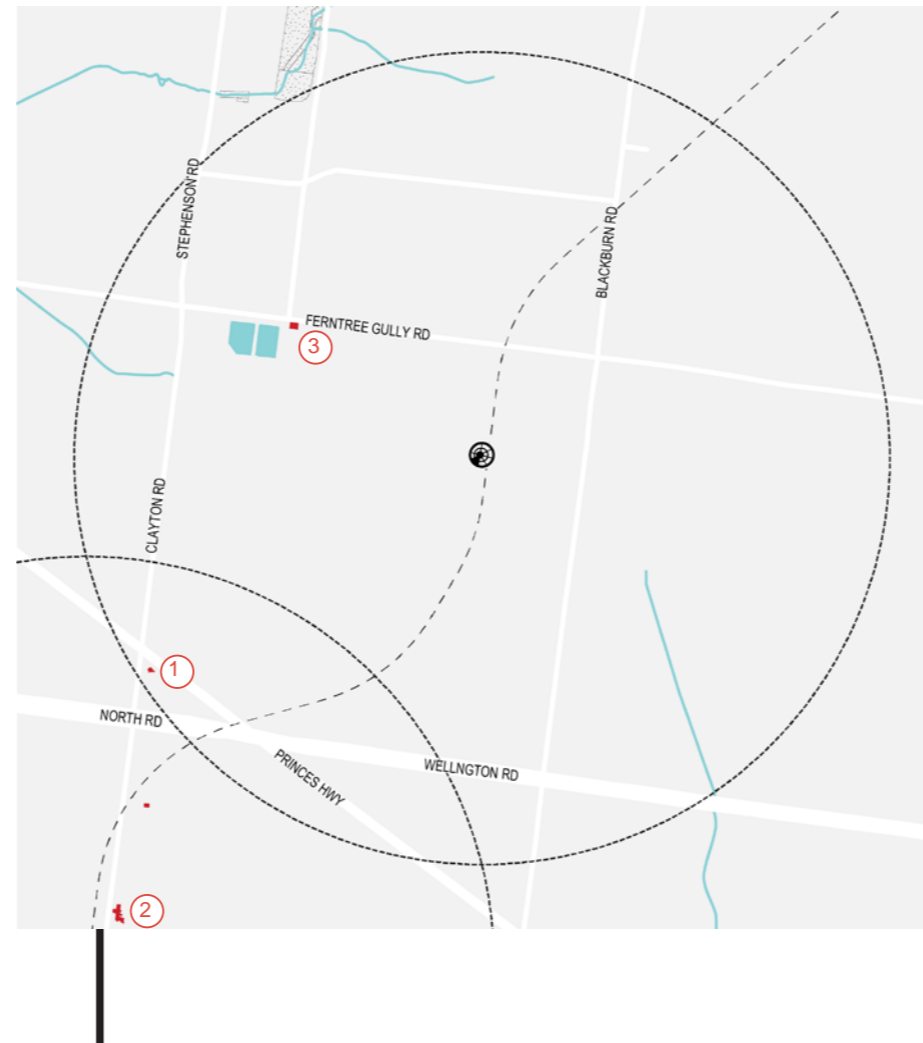 STEPHENSON RD
BLACKBURN RD
FERNTREE GULLY RD
3
CLAYTON RD
1
NORTH RD
WELLNGTON RD
PRINCES HWY
2